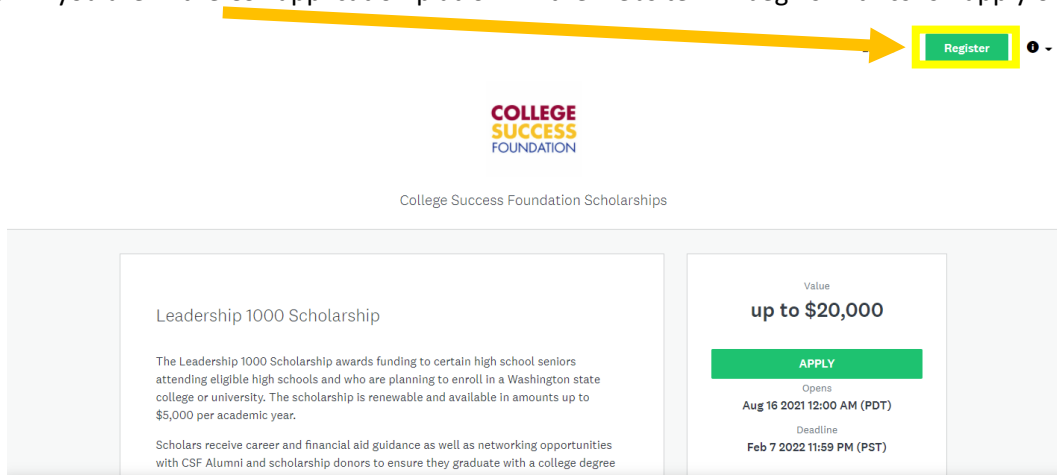 Register
COLLEGE
SUCCESS
FOUNDATION
College Success Foundation Scholarships
Leadership 1000 Scholarship
The Leadership 1000 Scholarship awards funding to certain high school seniors
attending eligible high schools and who are planning to enroll in a Washington state
college or university. The scholarship is renewable and available in amounts up to
$5,000 per academic year.
Scholars receive career and financial aid guidance as well as networking opportunities
with CSF Alumni and scholarship donors to ensure they graduate with a college degree
Value
up to $20,000
APPLY
Opens
Aug 16 2021 12:00 AM (PDT)
Deadline
Feb 7 2022 11:59 PM (PST)